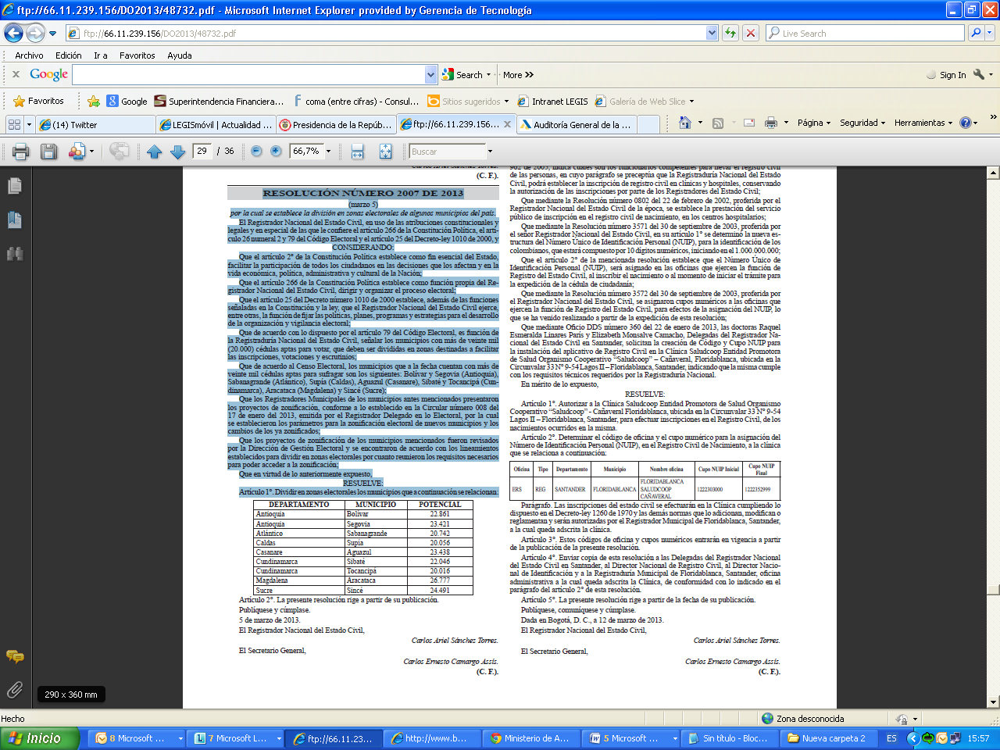 ftp://66.11.239.156/DO2013/48732.pdf - Microsoft Internet Explorer provided by Gerencia de Tecnología
ftp://66.11.239.156/DO2013/48732.pdf
Live Search
Archivo Edición Ir a Favoritos Ayuda
Google Search More Sign In
Favoritos Google Superintendencia Financiera... coma (entre cifras) - Consul... Sitios sugeridos Intranet LEGIS Galería de Web Slice
(14) Twitter LEGISmóvil | Actualidad ... Presidencia de la Repúb... ftp://66.11.239.156... Auditoría General de la ... Página Seguridad Herramientas
29 / 36 66,7% Buscar
Carlos Ariel Sánchez Torres.
(C. F.).
RESOLUCIÓN NÚMERO 2007 DE 2013
(marzo 5)
por la cual se establece la división en zonas electorales de algunos municipios del país.
El Registrador Nacional del Estado Civil, en uso de las atribuciones constitucionales y
legales y en especial de las que le confiere el artículo 266 de la Constitución Política, el artí-
culo 26 numeral 2 y 79 del Código Electoral y el artículo 25 del Decreto-ley 1010 de 2000, y
CONSIDERANDO:
Que el artículo 2° de la Constitución Política establece como fin esencial del Estado,
facilitar la participación de todos los ciudadanos en las decisiones que los afectan y en la
vida económica, política, administrativa y cultural de la Nación;
Que el artículo 266 de la Constitución Política establece como función propia del Re-
gistrador Nacional del Estado Civil, dirigir y organizar el proceso electoral;
Que el artículo 25 del Decreto número 1010 de 2000 establece, además de las funciones
señaladas en la Constitución y la ley, que el Registrador Nacional del Estado Civil ejerce,
entre otras, la función de fijar las políticas, planes, programas y estrategias para el desarrollo
de la organización y vigilancia electoral;
Que de acuerdo con lo dispuesto por el artículo 79 del Código Electoral, es función de
la Registraduría Nacional del Estado Civil, señalar los municipios con más de veinte mil
(20.000) cédulas aptas para votar, que deben ser divididas en zonas destinadas a facilitar
las inscripciones, votaciones y escrutinios;
Que de acuerdo al Censo Electoral, los municipios que a la fecha cuentan con más de
veinte mil cédulas aptas para sufragar son los siguientes: Bolívar y Segovia (Antioquia),
Sabanagrande (Atlántico), Supía (Caldas), Aguazul (Casanare), Sibaté y Tocancipá (Cun-
dinamarca), Aracataca (Magdalena) y Sincé (Sucre);
Que los Registradores Municipales de los municipios antes mencionados presentaron
los proyectos de zonificación, conforme a lo establecido en la Circular número 008 del
17 de enero del 2013, emitida por el Registrador Delegado en lo Electoral, por la cual
se establecieron los parámetros para la zonificación electoral de nuevos municipios y los
cambios de los ya zonificados;
Que los proyectos de zonificación de los municipios mencionados fueron revisados
por la Dirección de Gestión Electoral y se encontraron de acuerdo con los lineamientos
establecidos para dividir en zonas electorales por cuanto reunieron los requisitos necesarios
para poder acceder a la zonificación;
Que en virtud de lo anteriormente expuesto,
RESUELVE:
Artículo 1°. Dividir en zonas electorales los municipios que a continuación se relacionan:
DEPARTAMENTO MUNICIPIO POTENCIAL
Antioquia Bolívar 22.861
Antioquia Segovia 23.421
Atlántico Sabanagrande 20.742
Caldas Supía 20.056
Casanare Aguazul 23.438
Cundinamarca Sibaté 22.046
Cundinamarca Tocancipá 20.016
Magdalena Aracataca 26.777
Sucre Sincé 24.491
Artículo 2°. La presente resolución rige a partir de su publicación.
Publíquese y cúmplase.
5 de marzo de 2013.
El Registrador Nacional del Estado Civil,
Carlos Ariel Sánchez Torres.
El Secretario General,
Carlos Ernesto Camargo Assís.
(C. F.).
902 de 2005, indica cuáles son los funcionarios competentes para llevar el registro civil
de las personas, en cuyo parágrafo se preceptúa que la Registraduría Nacional del Estado
Civil, podrá establecer la inscripción de registro civil en clínicas y hospitales, conservando
la autorización de las inscripciones por parte de los Registradores del Estado Civil;
Que mediante la Resolución número 0802 del 22 de febrero de 2002, proferida por el
Registrador Nacional del Estado Civil de la época, se establece la prestación del servicio
público de inscripción en el registro civil de nacimiento, en los centros hospitalarios;
Que mediante la Resolución número 3571 del 30 de septiembre de 2003, proferida por
el señor Registrador Nacional del Estado Civil, en su artículo 1° se determinó la nueva es-
tructura del Número Único de Identificación Personal (NUIP), para la identificación de los
colombianos, que estará compuesto por 10 dígitos numéricos, iniciando en el 1.000.000.000;
Que el artículo 2° de la mencionada resolución establece que el Número Único de
Identificación Personal (NUIP), será asignado en las oficinas que ejercen la función de
Registro del Estado Civil, al inscribir el nacimiento o al momento de iniciar el trámite para
la expedición de la cédula de ciudadanía;
Que mediante la Resolución 3572 del 30 de septiembre de 2003, proferida por
el Registrador Nacional del Estado Civil, se asignaron cupos numéricos a las oficinas que
ejercen la función de Registro del Estado Civil, para efectos de la asignación del NUIP, lo
que se ha venido realizando a partir de la expedición de esta resolución;
Que mediante Oficio DDS número 360 del 22 de enero de 2013, las doctoras Raquel
Esmeralda Linares París y Elizabeth Monsalve Camacho, Delegadas del Registrador Na-
cional del Estado Civil en Santander, solicitan la creación de Código y Cupo NUIP para
la instalación del aplicativo de Registro Civil en la Clínica Saludcoop Entidad Promotora
de Salud Organismo Cooperativo “Saludcoop” – Cañaveral, Floridablanca, ubicada en la
Circunvalar 33 N° 9-54 Lagos II – Floridablanca, Santander, indicando que la misma cumple
con los requisitos técnicos requeridos por la Registraduría Nacional.
En mérito de lo expuesto,
RESUELVE:
Artículo 1°. Autorizar a la Clínica Saludcoop Entidad Promotora de Salud Organismo
Cooperativo “Saludcoop” - Cañaveral Floridablanca, ubicada en la Circunvalar 33 N° 9-54
Lagos II – Floridablanca, Santander, para efectuar inscripciones en el Registro Civil, de los
nacimientos ocurridos en la misma.
Artículo 2°. Determinar el código de oficina y el cupo numérico para la asignación del
Número de Identificación Personal (NUIP), en el Registro Civil de Nacimiento, a la clínica
que se relaciona a continuación:
Oficina Tipo Departamento Municipio Nombre oficina Cupo NUIP Inicial Cupo NUIP Final
ERS REG SANTANDER FLORIDABLANCA FLORIDABLANCA SALUDCOOP CAÑAVERAL 1222303000 1222352999
Parágrafo. Las inscripciones del estado civil se efectuarán en la Clínica cumpliendo lo
dispuesto en el Decreto-ley 1260 de 1970 y las demás normas que lo adicionan, modifican o
reglamentan y serán autorizadas por el Registrador Municipal de Floridablanca, Santander,
a la cual queda adscrita la clínica.
Artículo 3°. Estos códigos de oficina y cupos numéricos entrarán en vigencia a partir
de la publicación de la presente resolución.
Artículo 4°. Enviar copia de esta resolución a las Delegadas del Registrador Nacional
del Estado Civil en Santander, al Director Nacional de Registro Civil, al Director Nacio-
nal de Identificación y a la Registraduría Municipal de Floridablanca, Santander, oficina
administrativa a la cual queda adscrita la Clínica, de conformidad con lo indicado en el
parágrafo del artículo 2° de esta resolución.
Artículo 5°. La presente resolución rige a partir de la fecha de su publicación.
Publíquese, comuníquese y cúmplase.
Dada en Bogotá, D. C., a 12 de marzo de 2013.
El Registrador Nacional del Estado Civil,
Carlos Ariel Sánchez Torres.
El Secretario General,
Carlos Ernesto Camargo Assís.
(C. F.).
290 x 360 mm
Hecho Zona desconocida
Inicio 8 Microsoft ... 7 Microsoft L... ftp://66.11.23... http://www.b... Ministerio de A... 5 Microsoft ... Sin título - Bloc... Nueva carpeta 2 ES 15:57